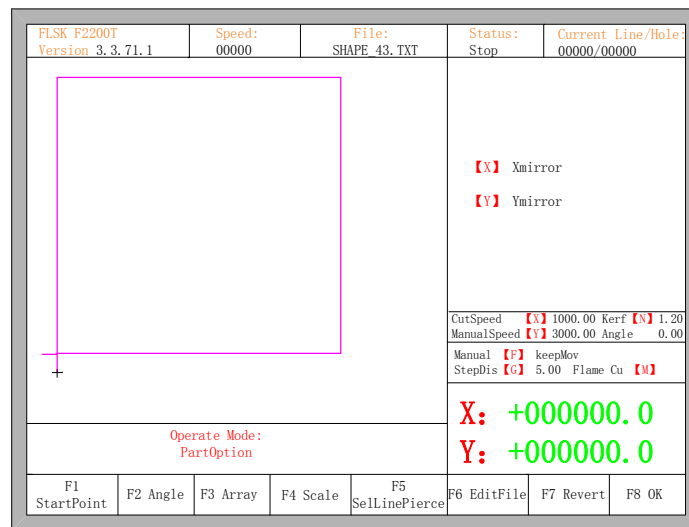 FLSK F2200T
Version 3.3.71.1
Speed:
00000
File:
SHAPE_43.TXT
Status:
Stop
Current Line/Hole:
00000/00000
【X】 Xmirror
【Y】 Ymirror
CutSpeed 【X】 1000.00 Kerf 【N】 1.20
ManualSpeed 【Y】 3000.00 Angle 0.00
Manual 【F】 keepMov
StepDis 【G】 5.00 Flame Cu 【M】
X: +000000.0
Y: +000000.0
Operate Mode:
PartOption
F1 StartPoint
F2 Angle
F3 Array
F4 Scale
F5 SelLinePierce
F6 EditFile
F7 Revert
F8 OK